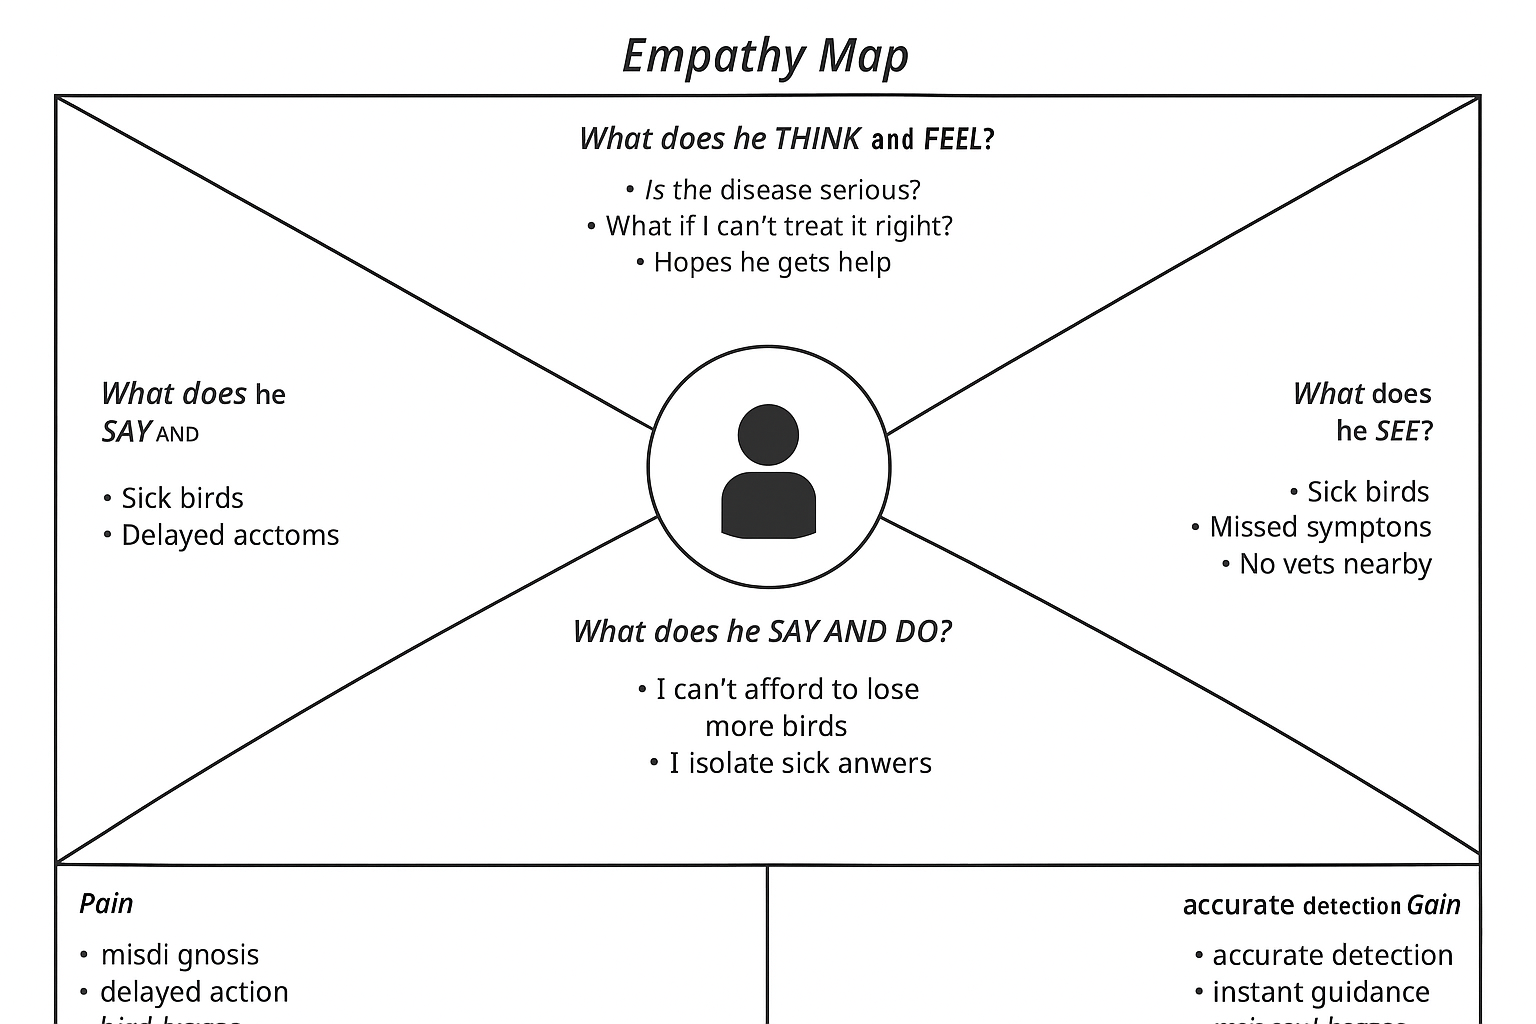 Empathy Map
What does he THINK and FEEL?
• Is the disease serious?
• What if I can't treat it rigiht?
• Hopes he gets help
What does he
SAY AND
• Sick birds
• Delayed acctoms
What does
he SEE?
• Sick birds
• Missed symptons
• No vets nearby
What does he SAY AND DO?
• I can't afford to lose
more birds
• I isolate sick anwers
Pain
• misdi gnosis
• delayed action
accurate detection Gain
• accurate detection
• instant guidance